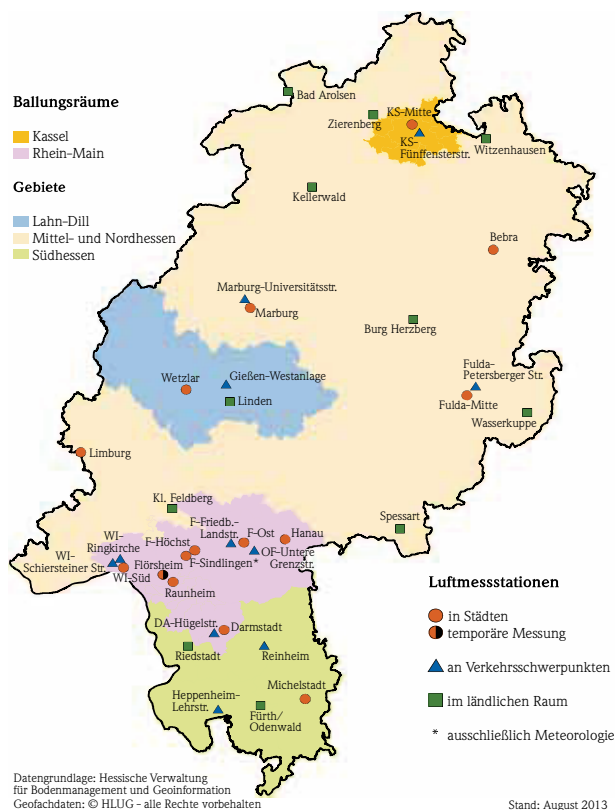 Ballungsräume
Kassel
Rhein-Main
Gebiete
Lahn-Dill
Mittel- und Nordhessen
Südhessen
Bad Arolsen
Zierenberg
KS-Mitte
KS-
Fünffensterstr.
Witzenhausen
Kellerwald
Bebra
Marburg-Universitätsstr.
Marburg
Burg Herzberg
Wetzlar
Gießen-Westanlage
Linden
Fulda-
Petersberger Str.
Fulda-Mitte
Wasserkuppe
Limburg
Kl. Feldberg
Spessart
F-Friedb.-
Landstr.
F-Ost
Hanau
WI-
Ringkirche
F-Höchst
OF-Untere
Grenzstr.
WI-
Schiersteiner Str.
Flörsheim
F-Sindlingen*
WI-Süd
Raunheim
DA-Hügelstr.
Darmstadt
Riedstadt
Reinheim
Heppenheim-
Lehrstr.
Michelstadt
Fürth/
Odenwald
Luftmessstationen
in Städten
temporäre Messung
an Verkehrsschwerpunkten
im ländlichen Raum
* ausschließlich Meteorologie
Datengrundlage: Hessische Verwaltung
für Bodenmanagement und Geoinformation
Geofachdaten: © HLUG - alle Rechte vorbehalten
Stand: August 2013